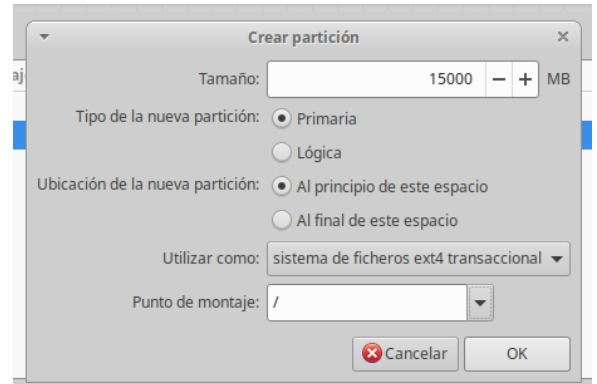 Crear partición
aj
Tamaño: 15000 MB
Tipo de la nueva partición: Primaria
Lógica
Ubicación de la nueva partición: Al principio de este espacio
Al final de este espacio
Utilizar como: sistema de ficheros ext4 transaccional
Punto de montaje: /
Cancelar OK